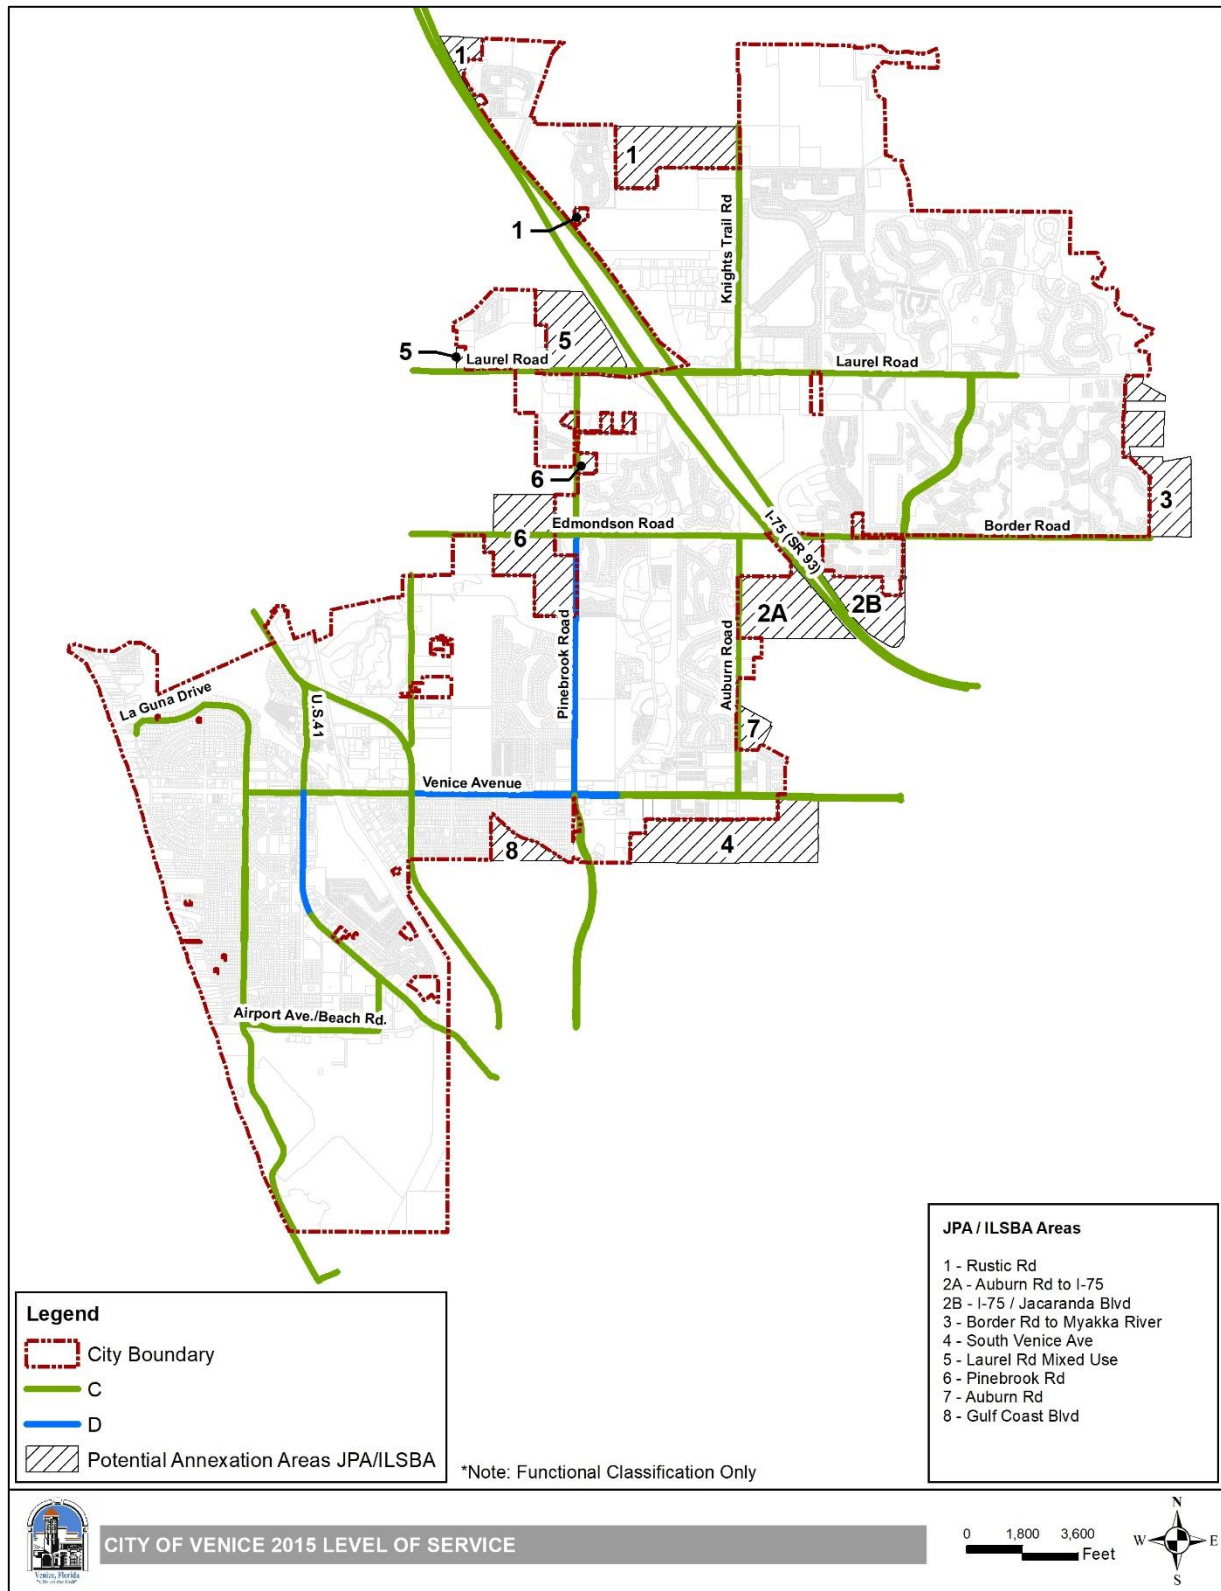 1
1
1
Knights Trail Rd
5
5
Laurel Road
Laurel Road
6
3
I-75 (SR 93)
Edmondson Road
Border Road
6
2A
2B
Pinebrook Road
Auburn Road
La Guna Drive
U.S.41
7
Venice Avenue
8
4
Airport Ave./Beach Rd.
JPA / ILSBA Areas
1 - Rustic Rd
2A - Auburn Rd to I-75
2B - I-75 / Jacaranda Blvd
3 - Border Rd to Myakka River
4 - South Venice Ave
5 - Laurel Rd Mixed Use
6 - Pinebrook Rd
7 - Auburn Rd
8 - Gulf Coast Blvd
Legend
City Boundary
C
D
Potential Annexation Areas JPA/ILSBA
*Note: Functional Classification Only
Venice, Florida
CITY OF VENICE 2015 LEVEL OF SERVICE
0 1,800 3,600
Feet
N
W E
S